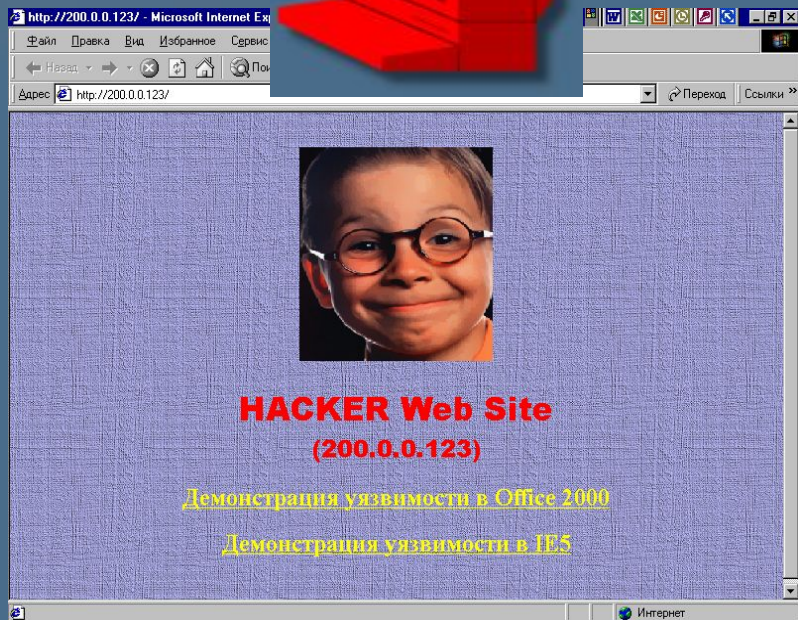 http://200.0.0.123/ - Microsoft Internet Exp
Файл Правка Вид Избранное Сервис
Назад
Адрес http://200.0.0.123/ Переход Ссылки »
HACKER Web Site
(200.0.0.123)
Демонстрация уязвимости в Office 2000
Демонстрация уязвимости в IE5
Интернет